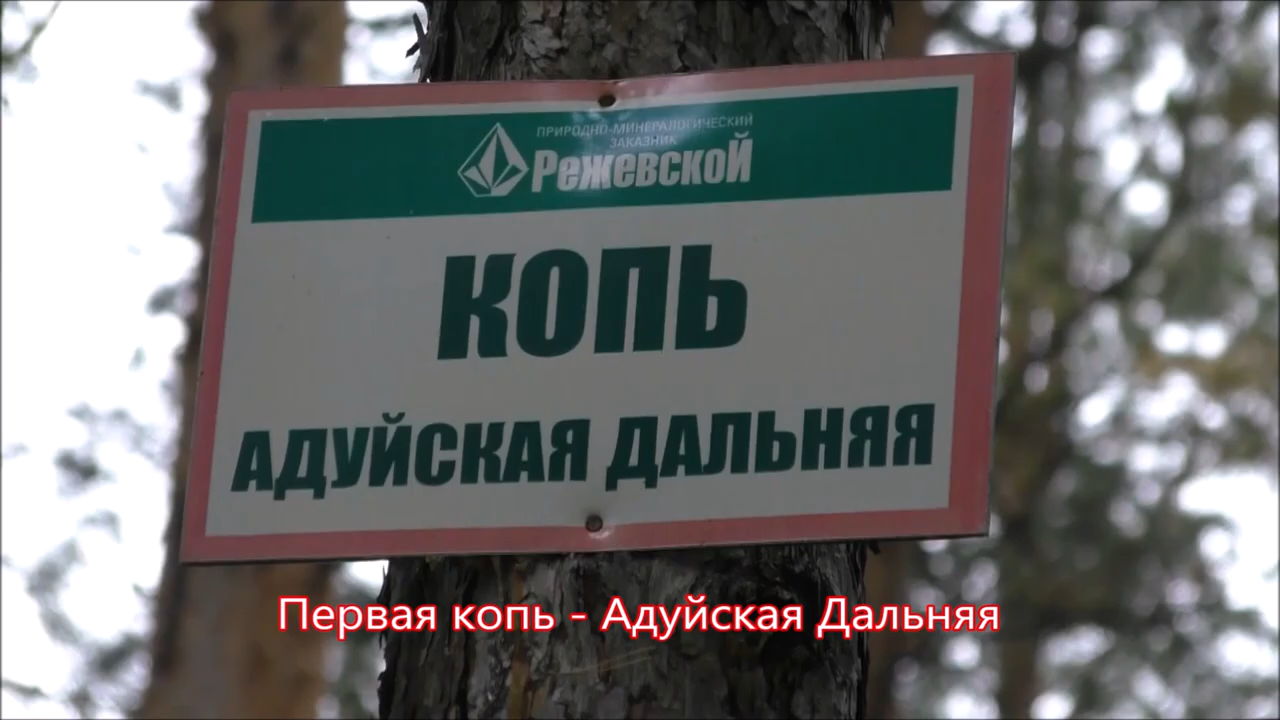 ПРИРОДНО-МИНЕРАЛОГИЧЕСКИЙ
ЗАКАЗНИК
РежевскоЙ
КОПЬ
АДУЙСКАЯ ДАЛЬНЯЯ
Первая копь - Адуйская Дальняя